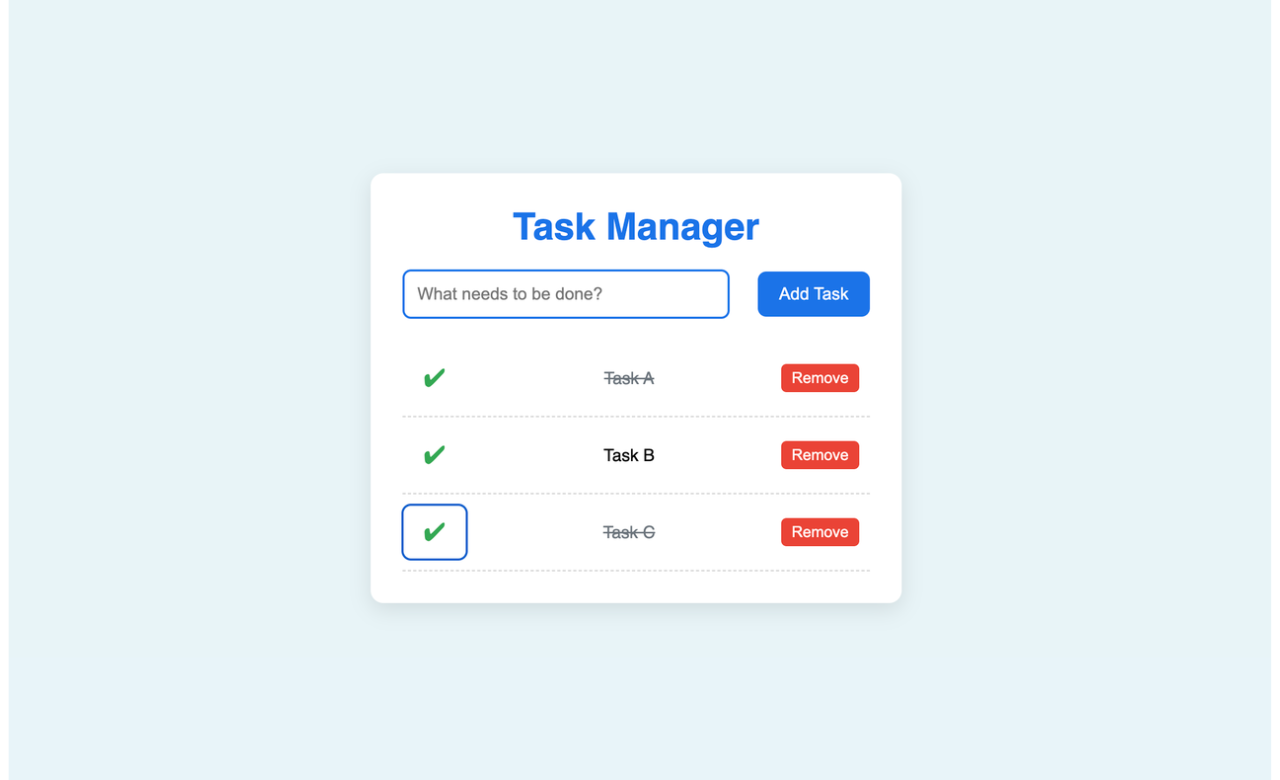 Task Manager
What needs to be done? Add Task
✔ Task A Remove
✔ Task B Remove
✔ Task C Remove